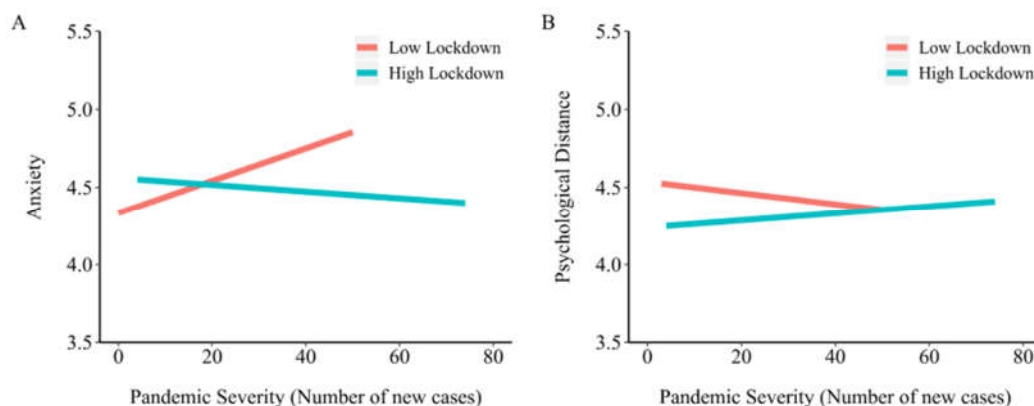 A
5.5
Low Lockdown
High Lockdown
5.0
Anxiety
4.5
4.0
3.5
0 20 40 60 80
Pandemic Severity (Number of new cases)
B
5.5
Low Lockdown
High Lockdown
5.0
Psychological Distance
4.5
4.0
3.5
0 20 40 60 80
Pandemic Severity (Number of new cases)